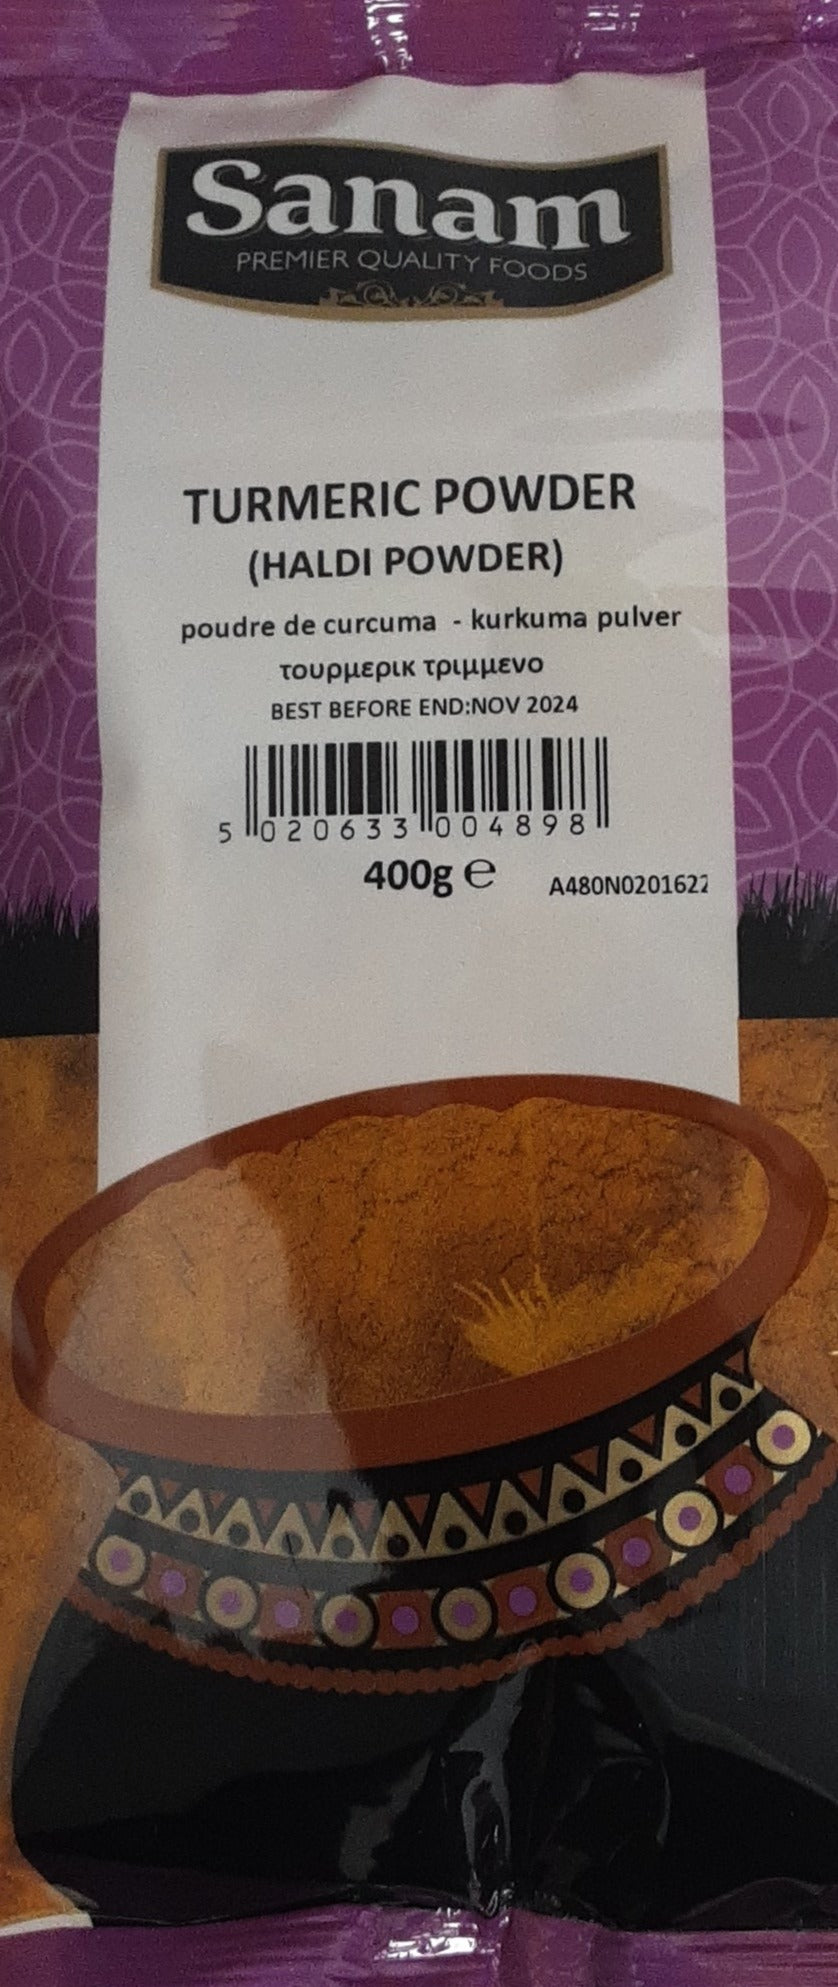 Sanam
PREMIER QUALITY FOODS
TURMERIC POWDER
(HALDI POWDER)
poudre de curcuma - kurkuma pulver
τουρμερικ τριμμενο
BEST BEFORE END:NOV 2024
5 020633 004898
400g ℮ A480N0201622